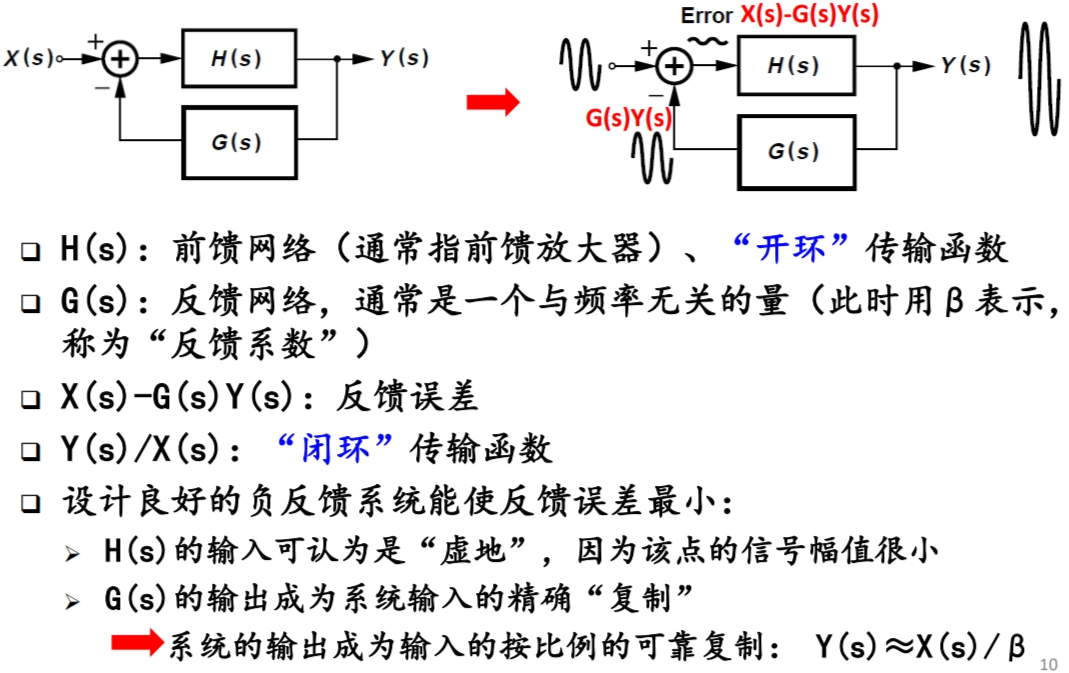 X(s)
+
+
−
H(s)
G(s)
Y(s)
Error X(s)-G(s)Y(s)
+
+
−
G(s)Y(s)
H(s)
G(s)
Y(s)
❑ H(s)：前馈网络（通常指前馈放大器）、“开环”传输函数
❑ G(s)：反馈网络，通常是一个与频率无关的量（此时用β表示，
称为“反馈系数”）
❑ X(s)-G(s)Y(s)：反馈误差
❑ Y(s)/X(s)：“闭环”传输函数
❑ 设计良好的负反馈系统能使反馈误差最小：
➢ H(s)的输入可认为是“虚地”，因为该点的信号幅值很小
➢ G(s)的输出成为系统输入的精确“复制”
系统的输出成为输入的按比例的可靠复制： Y(s)≈X(s)/β
10